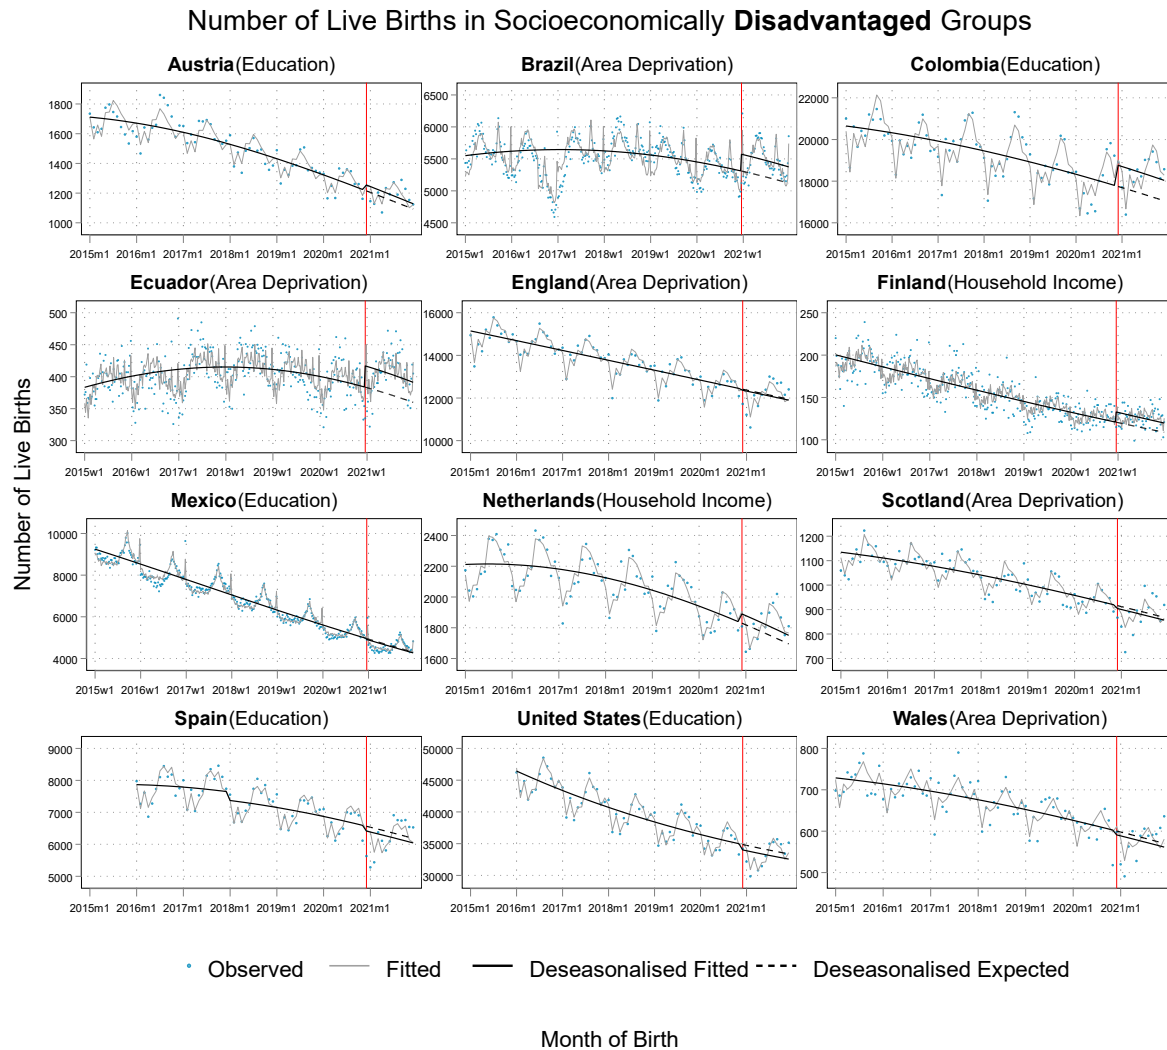 Number of Live Births in Socioeconomically Disadvantaged Groups
Austria(Education)
1800
1600
1400
1200
1000
2015m1 2016m1 2017m1 2018m1 2019m1 2020m1 2021m1
Brazil(Area Deprivation)
6500
6000
5500
5000
4500
2015w1 2016w1 2017w1 2018w1 2019w1 2020w1 2021w1
Colombia(Education)
22000
20000
18000
16000
2015m1 2016m1 2017m1 2018m1 2019m1 2020m1 2021m1
Ecuador(Area Deprivation)
500
450
400
350
300
2015w1 2016w1 2017w1 2018w1 2019w1 2020w1 2021w1
England(Area Deprivation)
16000
14000
12000
10000
2015m1 2016m1 2017m1 2018m1 2019m1 2020m1 2021m1
Finland(Household Income)
250
200
150
100
2015w1 2016w1 2017w1 2018w1 2019w1 2020w1 2021w1
Number of Live Births
Mexico(Education)
10000
8000
6000
4000
2015w1 2016w1 2017w1 2018w1 2019w1 2020w1 2021w1
Netherlands(Household Income)
2400
2200
2000
1800
1600
2015m1 2016m1 2017m1 2018m1 2019m1 2020m1 2021m1
Scotland(Area Deprivation)
1200
1100
1000
900
800
700
2015m1 2016m1 2017m1 2018m1 2019m1 2020m1 2021m1
Spain(Education)
9000
8000
7000
6000
5000
2015m1 2016m1 2017m1 2018m1 2019m1 2020m1 2021m1
United States(Education)
50000
45000
40000
35000
30000
2015m1 2016m1 2017m1 2018m1 2019m1 2020m1 2021m1
Wales(Area Deprivation)
800
700
600
500
2015m1 2016m1 2017m1 2018m1 2019m1 2020m1 2021m1
Observed Fitted Deseasonalised Fitted Deseasonalised Expected
Month of Birth